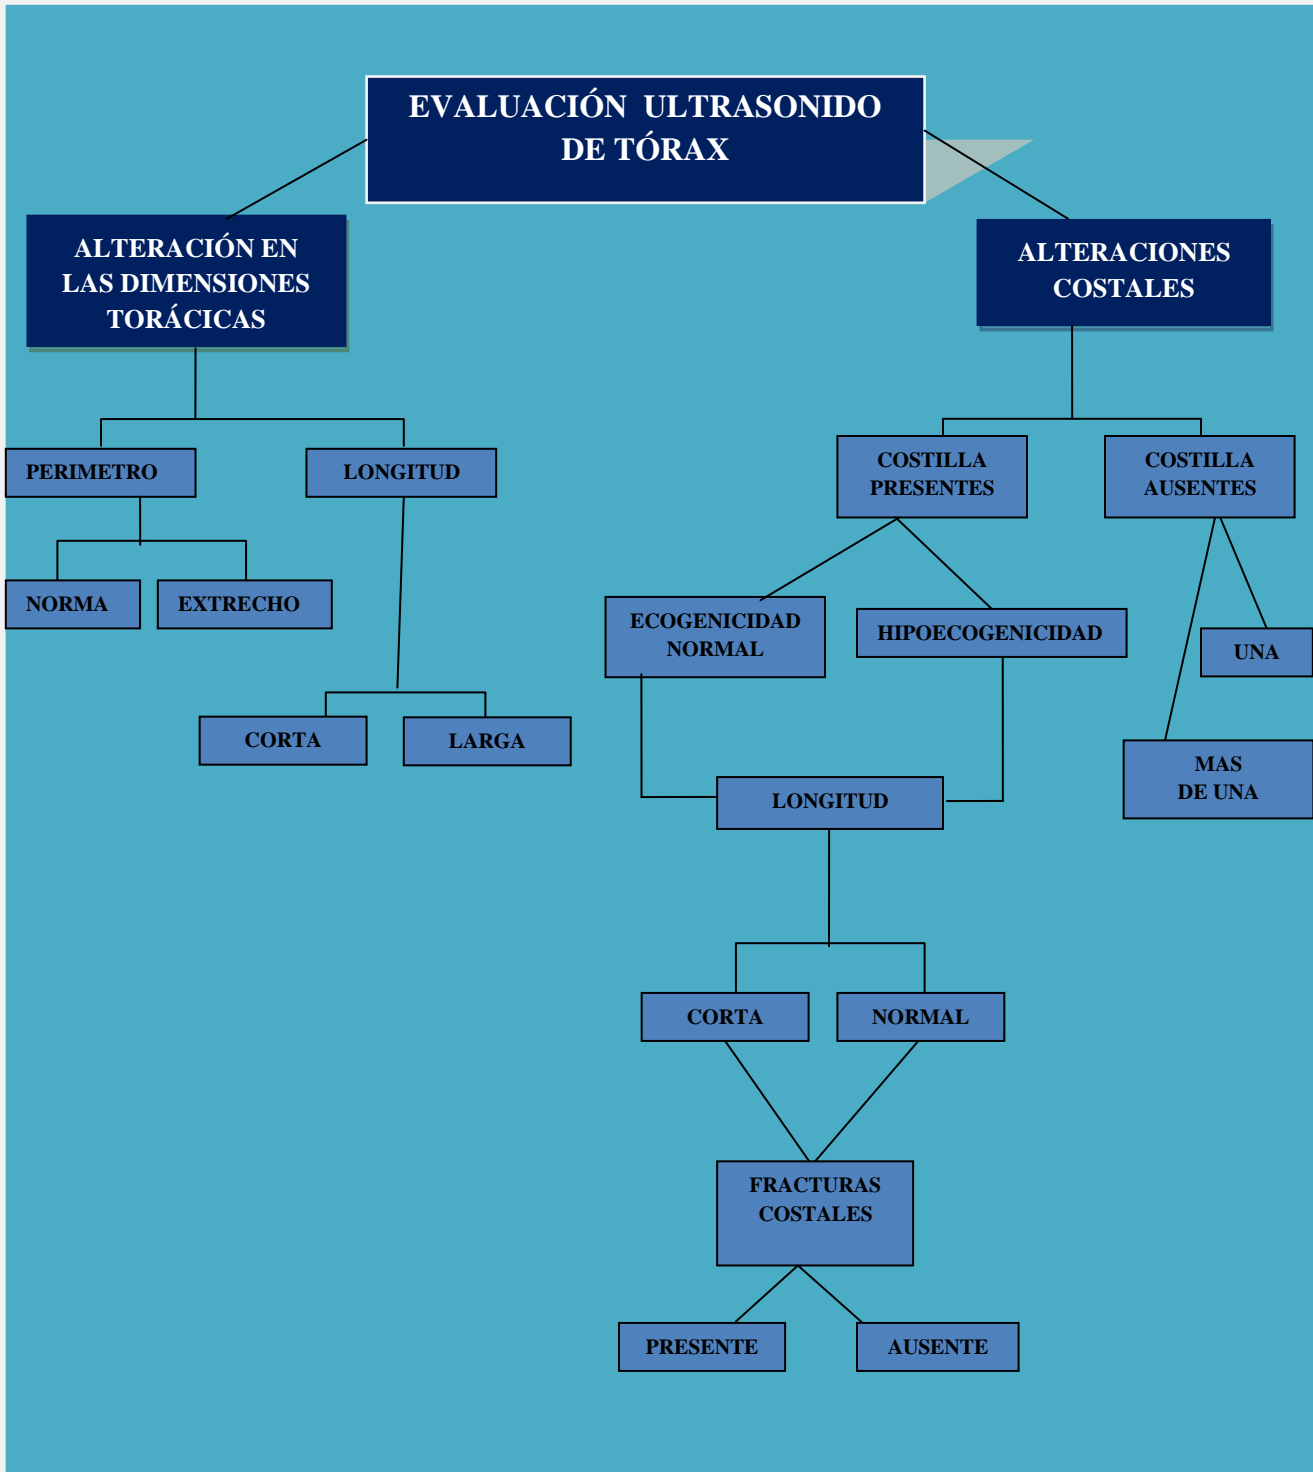 EVALUACIÓN ULTRASONIDO
DE TÓRAX
ALTERACIÓN EN
LAS DIMENSIONES
TORÁCICAS
ALTERACIONES
COSTALES
PERIMETRO
LONGITUD
COSTILLA
PRESENTES
COSTILLA
AUSENTES
NORMA
EXTRECHO
ECOGENICIDAD
NORMAL
HIPOECOGENICIDAD
UNA
CORTA
LARGA
MAS
DE UNA
LONGITUD
CORTA
NORMAL
FRACTURAS
COSTALES
PRESENTE
AUSENTE